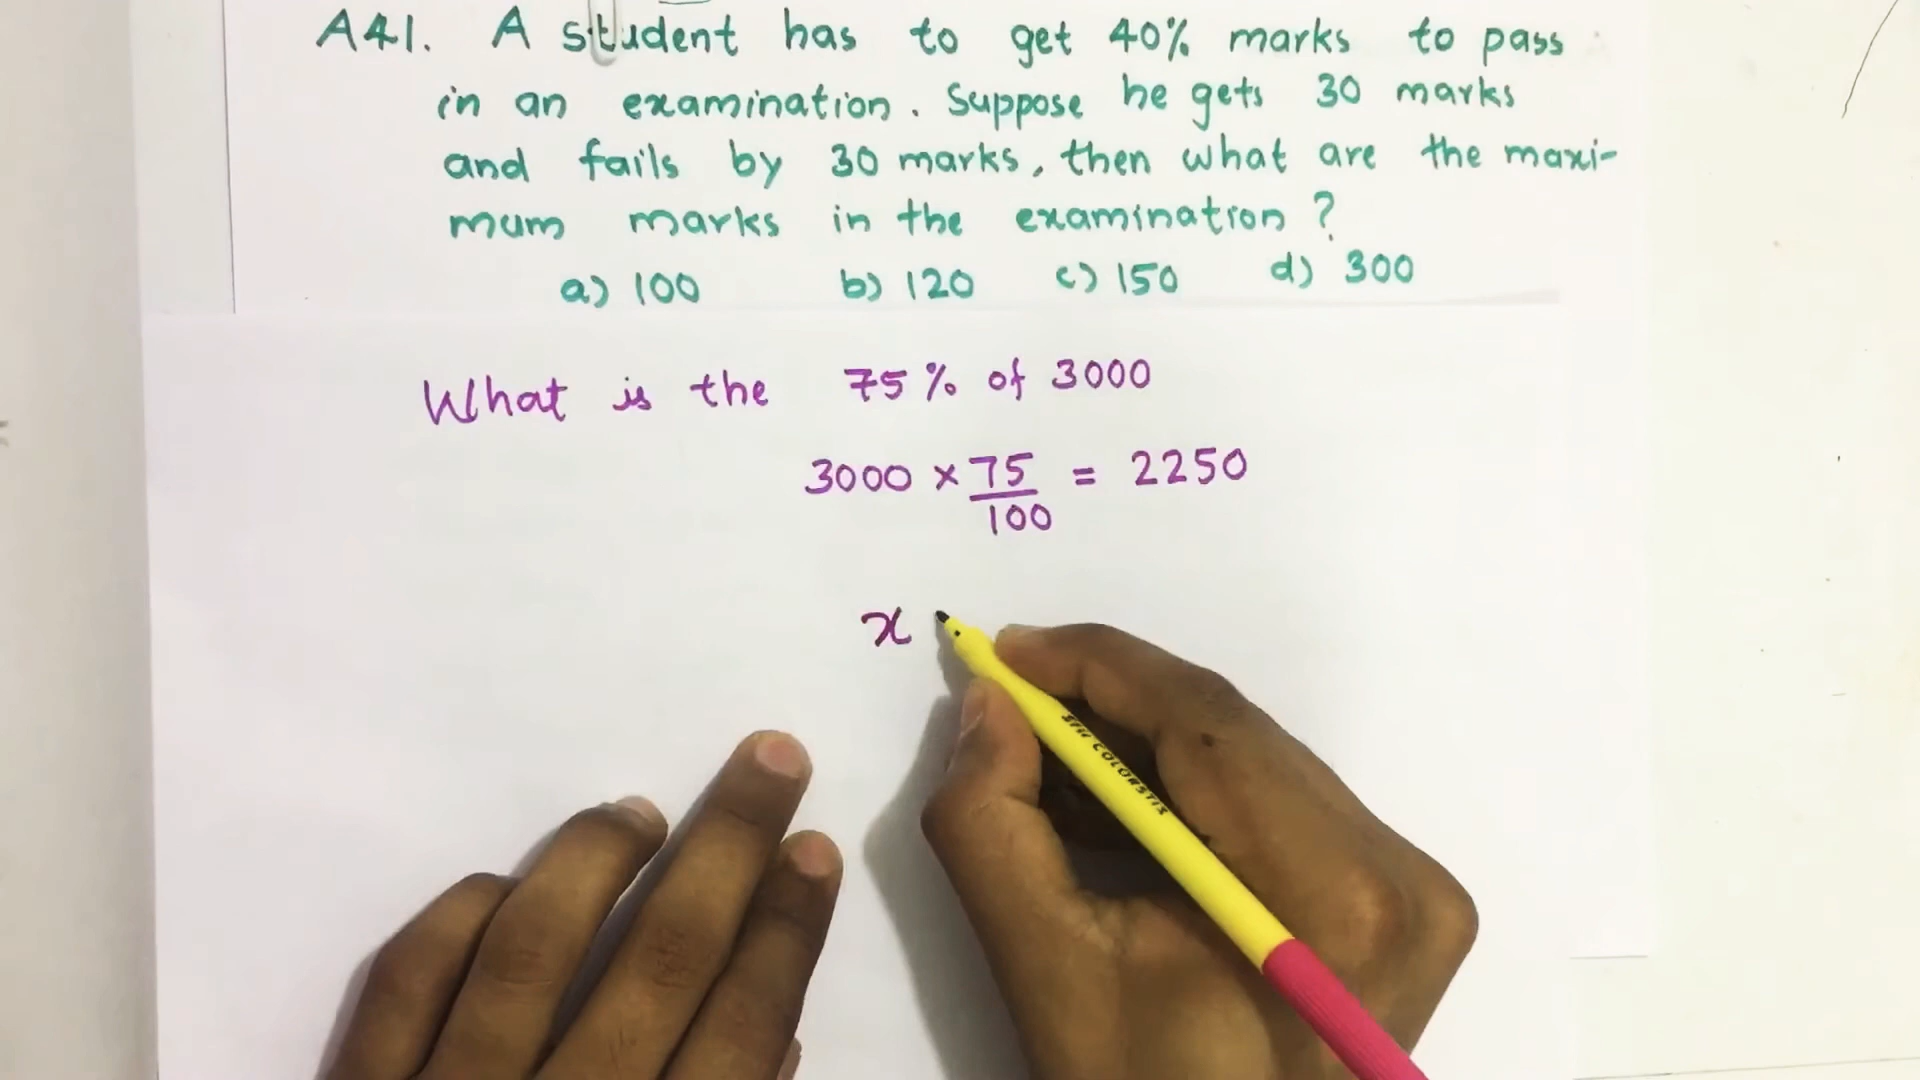 A41. A student has to get 40% marks to pass
in an examination. Suppose he gets 30 marks
and fails by 30 marks, then what are the maxi-
mum marks in the examination?
a) 100 b) 120 c) 150 d) 300
What is the 75% of 3000
3000 × 75/100 = 2250
x